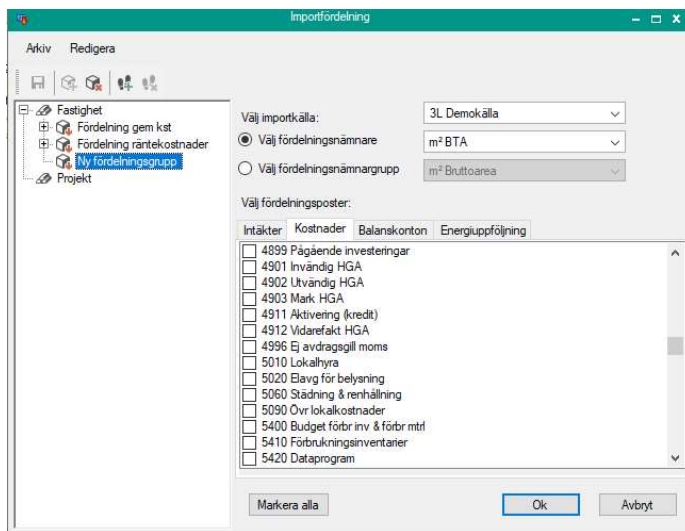 Importfördelning
Arkiv Redigera
Fastighet
Fördelning gem kst
Fördelning räntekostnader
Ny fördelningsgrupp
Projekt
Välj importkälla: 3L Demokälla
Välj fördelningsnämnare m² BTA
Välj fördelningsnämnargrupp m² Bruttoarea
Välj fördelningsposter:
Intäkter Kostnader Balanskonton Energiuppföljning
4899 Pågående investeringar
4901 Invändig HGA
4902 Utvändig HGA
4903 Mark HGA
4911 Aktivering (kredit)
4912 Vidarefakt HGA
4996 Ej avdragsgill moms
5010 Lokalhyra
5020 Elavg för belysning
5060 Städning & renhållning
5090 Övr lokalkostnader
5400 Budget förbr inv & förbr mtrl
5410 Förbrukningsinventarier
5420 Dataprogram
Markera alla Ok Avbryt